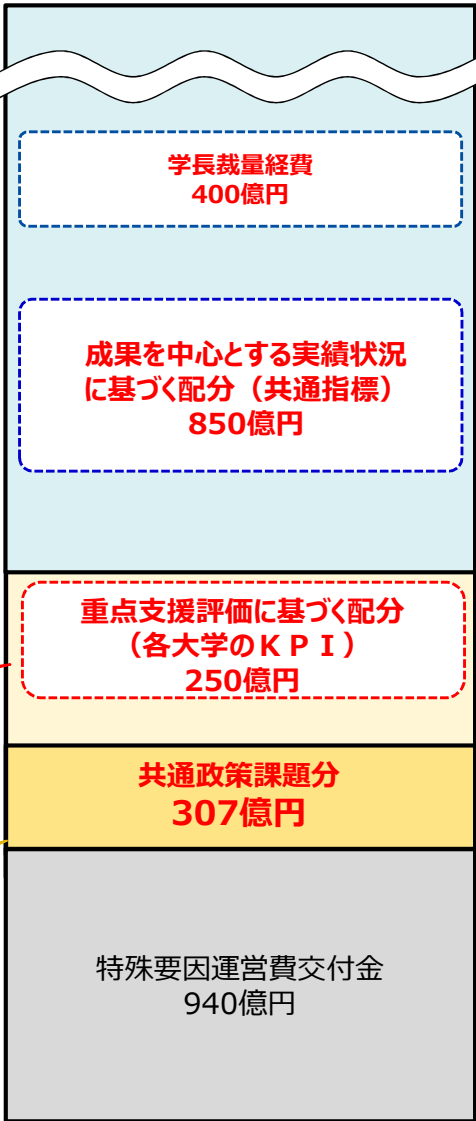 学長裁量経費
400億円
成果を中心とする実績状況
に基づく配分（共通指標）
850億円
重点支援評価に基づく配分
（各大学のＫＰＩ）
250億円
共通政策課題分
307億円
特殊要因運営費交付金
940億円